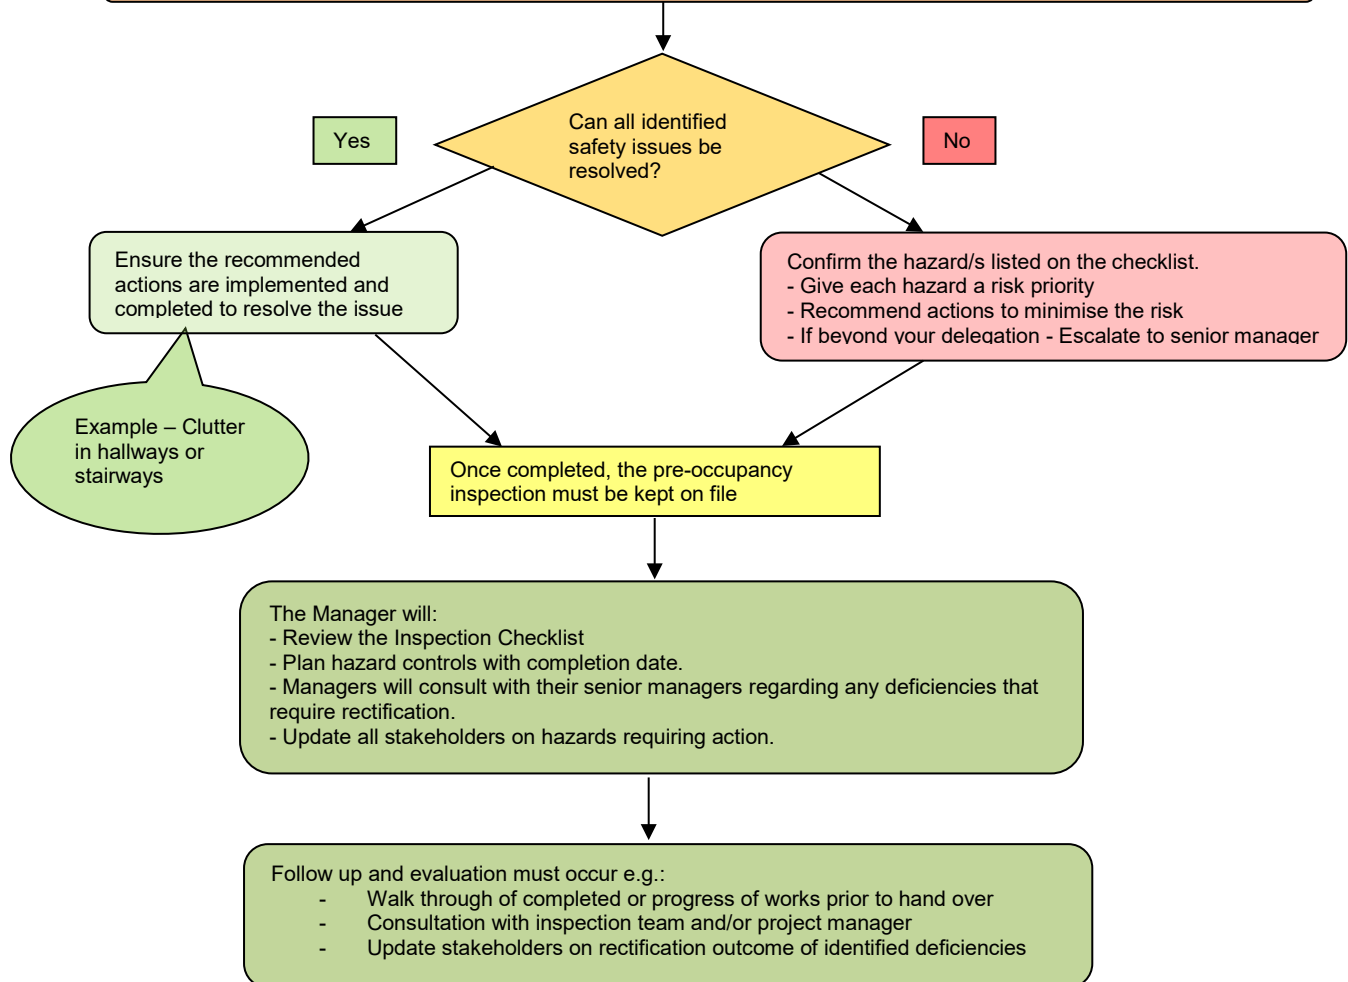 Can all identified
safety issues be
resolved?
Yes
No
Ensure the recommended
actions are implemented and
completed to resolve the issue
Confirm the hazard/s listed on the checklist.
- Give each hazard a risk priority
- Recommend actions to minimise the risk
- If beyond your delegation - Escalate to senior manager
Example – Clutter
in hallways or
stairways
Once completed, the pre-occupancy
inspection must be kept on file
The Manager will:
- Review the Inspection Checklist
- Plan hazard controls with completion date.
- Managers will consult with their senior managers regarding any deficiencies that
require rectification.
- Update all stakeholders on hazards requiring action.
Follow up and evaluation must occur e.g.:
- Walk through of completed or progress of works prior to hand over
- Consultation with inspection team and/or project manager
- Update stakeholders on rectification outcome of identified deficiencies